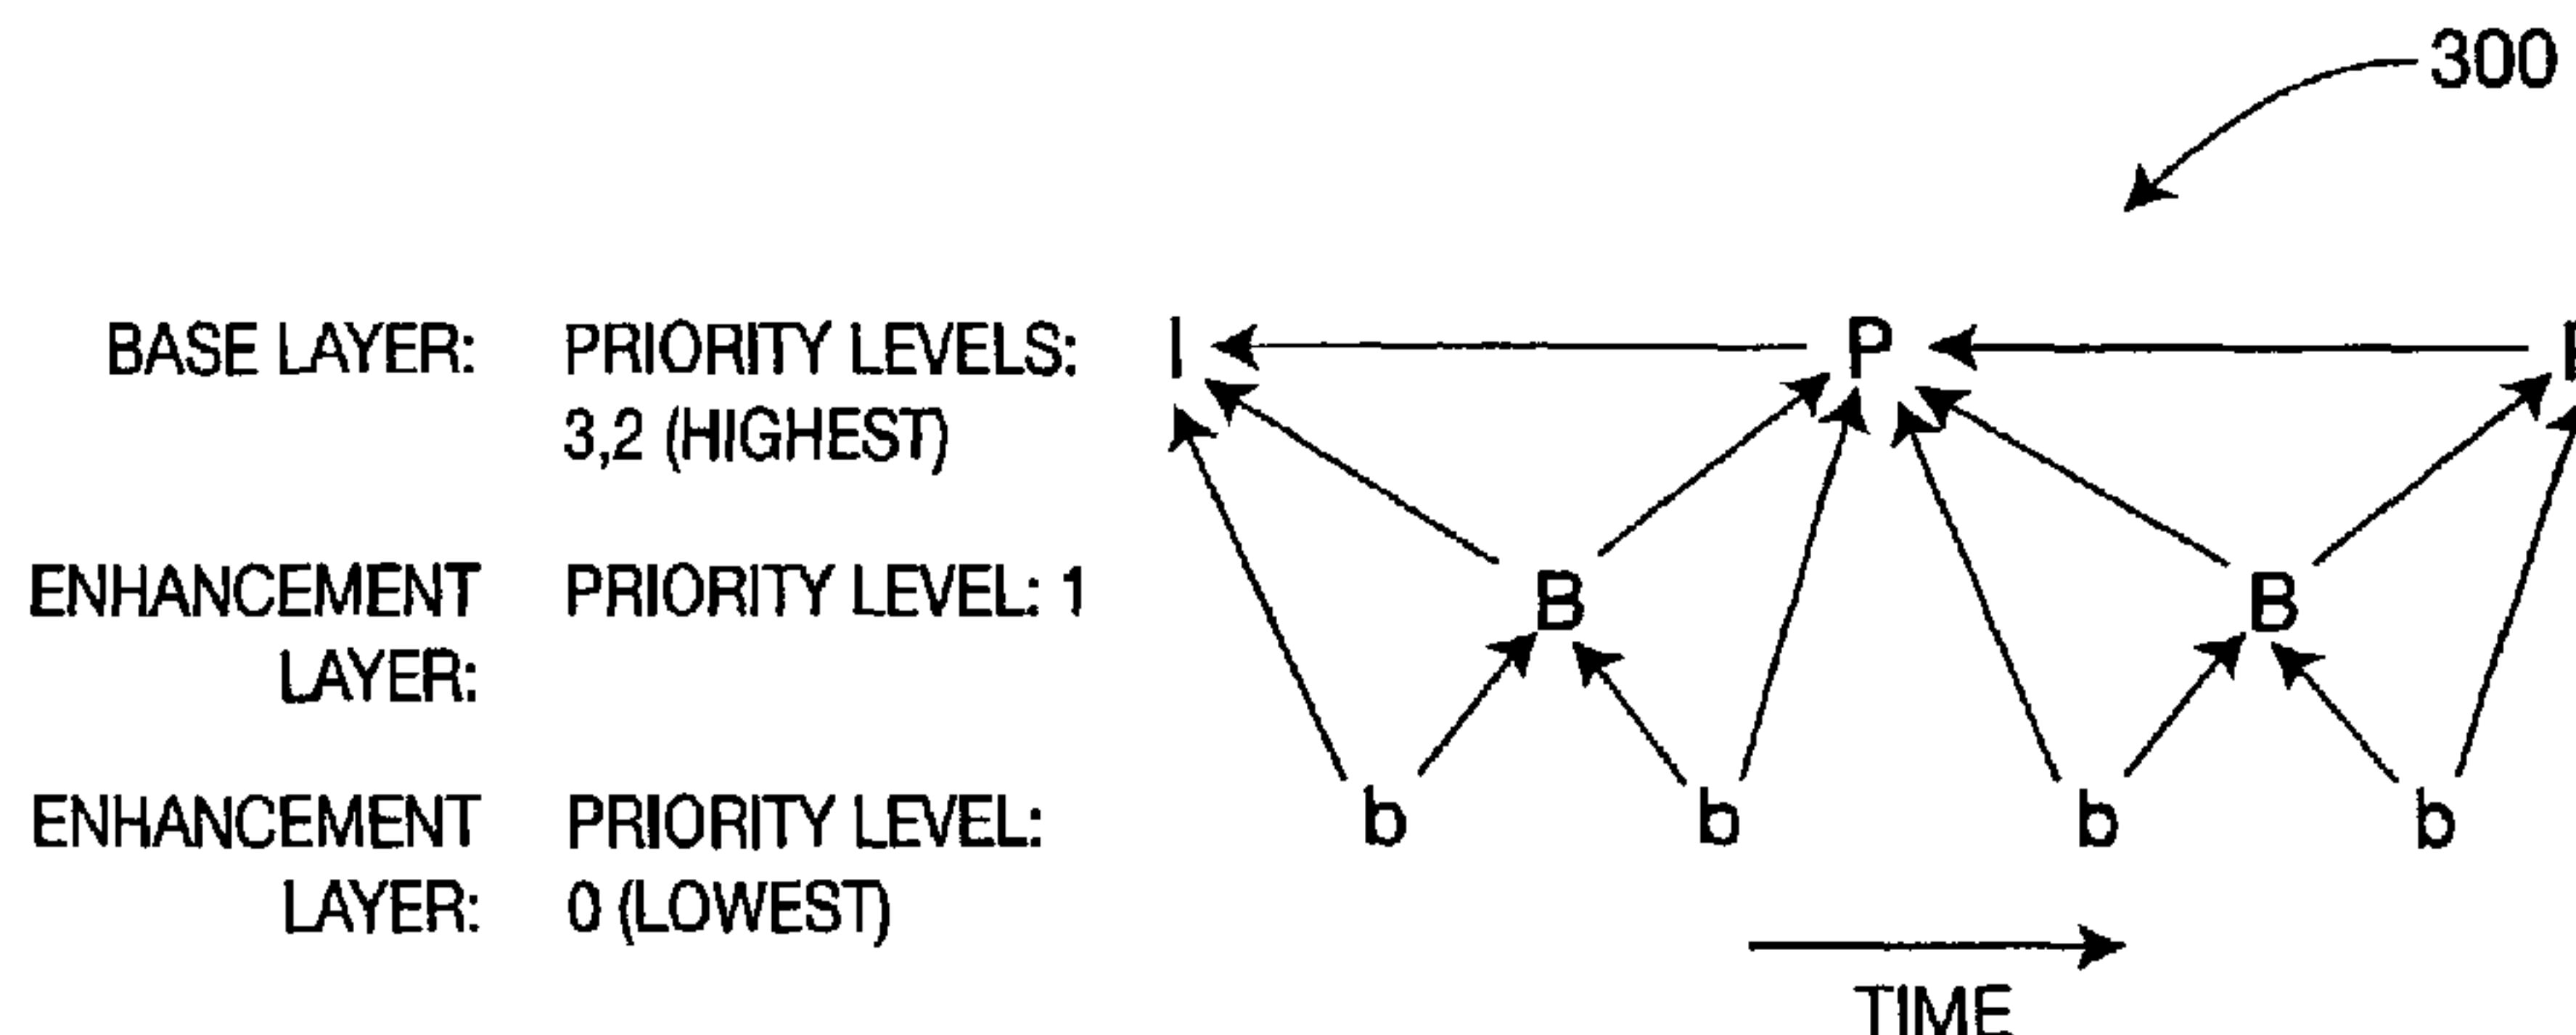 300
BASE LAYER: PRIORITY LEVELS: I P
3,2 (HIGHEST)
ENHANCEMENT PRIORITY LEVEL: 1 B B
LAYER:
ENHANCEMENT PRIORITY LEVEL: b b b b
LAYER: 0 (LOWEST)
TIME